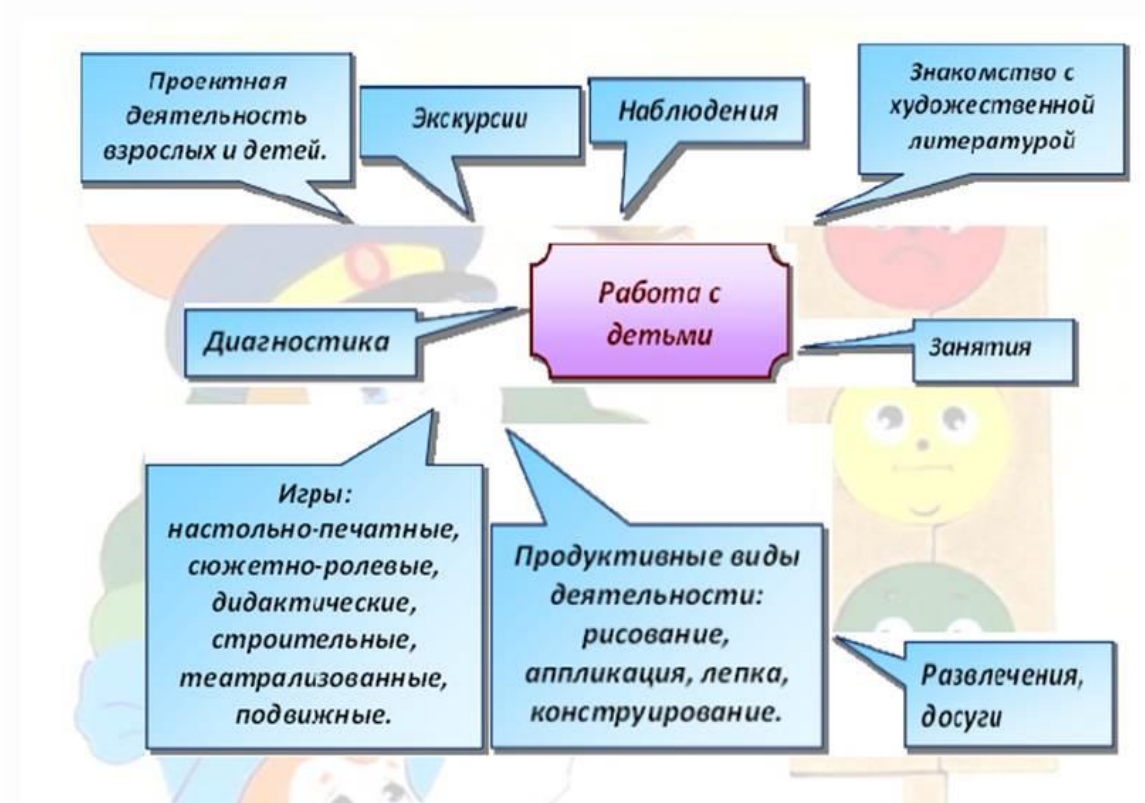 Проектная
деятельность
взрослых и детей.
Экскурсии
Наблюдения
Знакомство с
художественной
литературой
Работа с
детьми
Диагностика
Занятия
Игры:
настольно-печатные,
сюжетно-ролевые,
дидактические,
строительные,
театрализованные,
подвижные.
Продуктивные виды
деятельности:
рисование,
аппликация, лепка,
конструирование.
Развлечения,
досуги